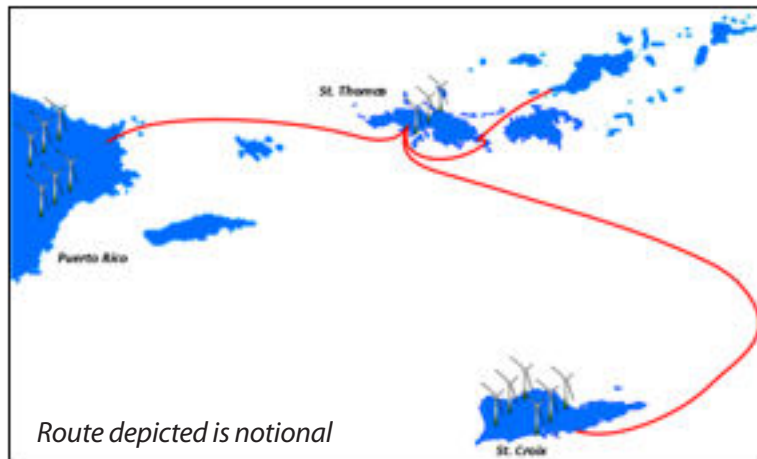 St. Thomas
Puerto Rico
Route depicted is notional
St. Croix